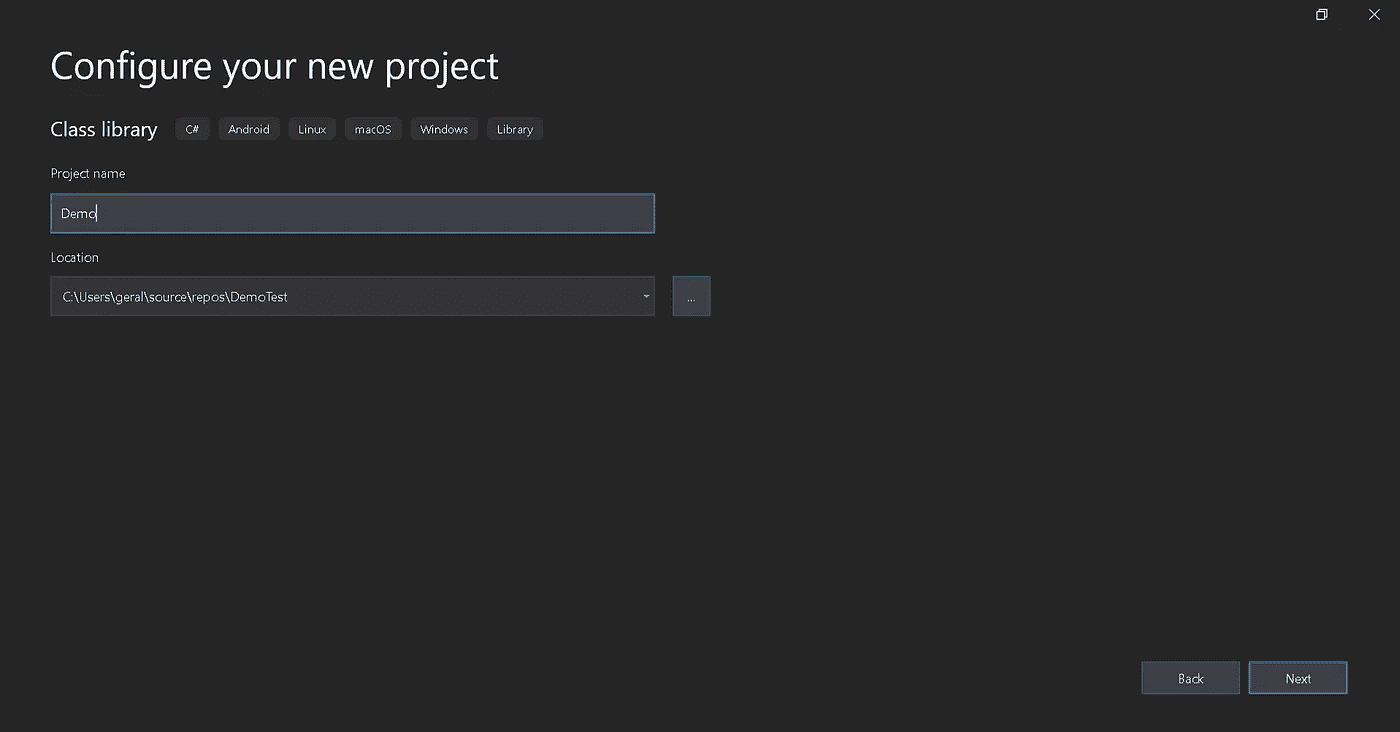 Configure your new project
Class library C# Android Linux macOS Windows Library
Project name
Demo
Location
C:\Users\geral\source\repos\DemoTest ...
Back Next